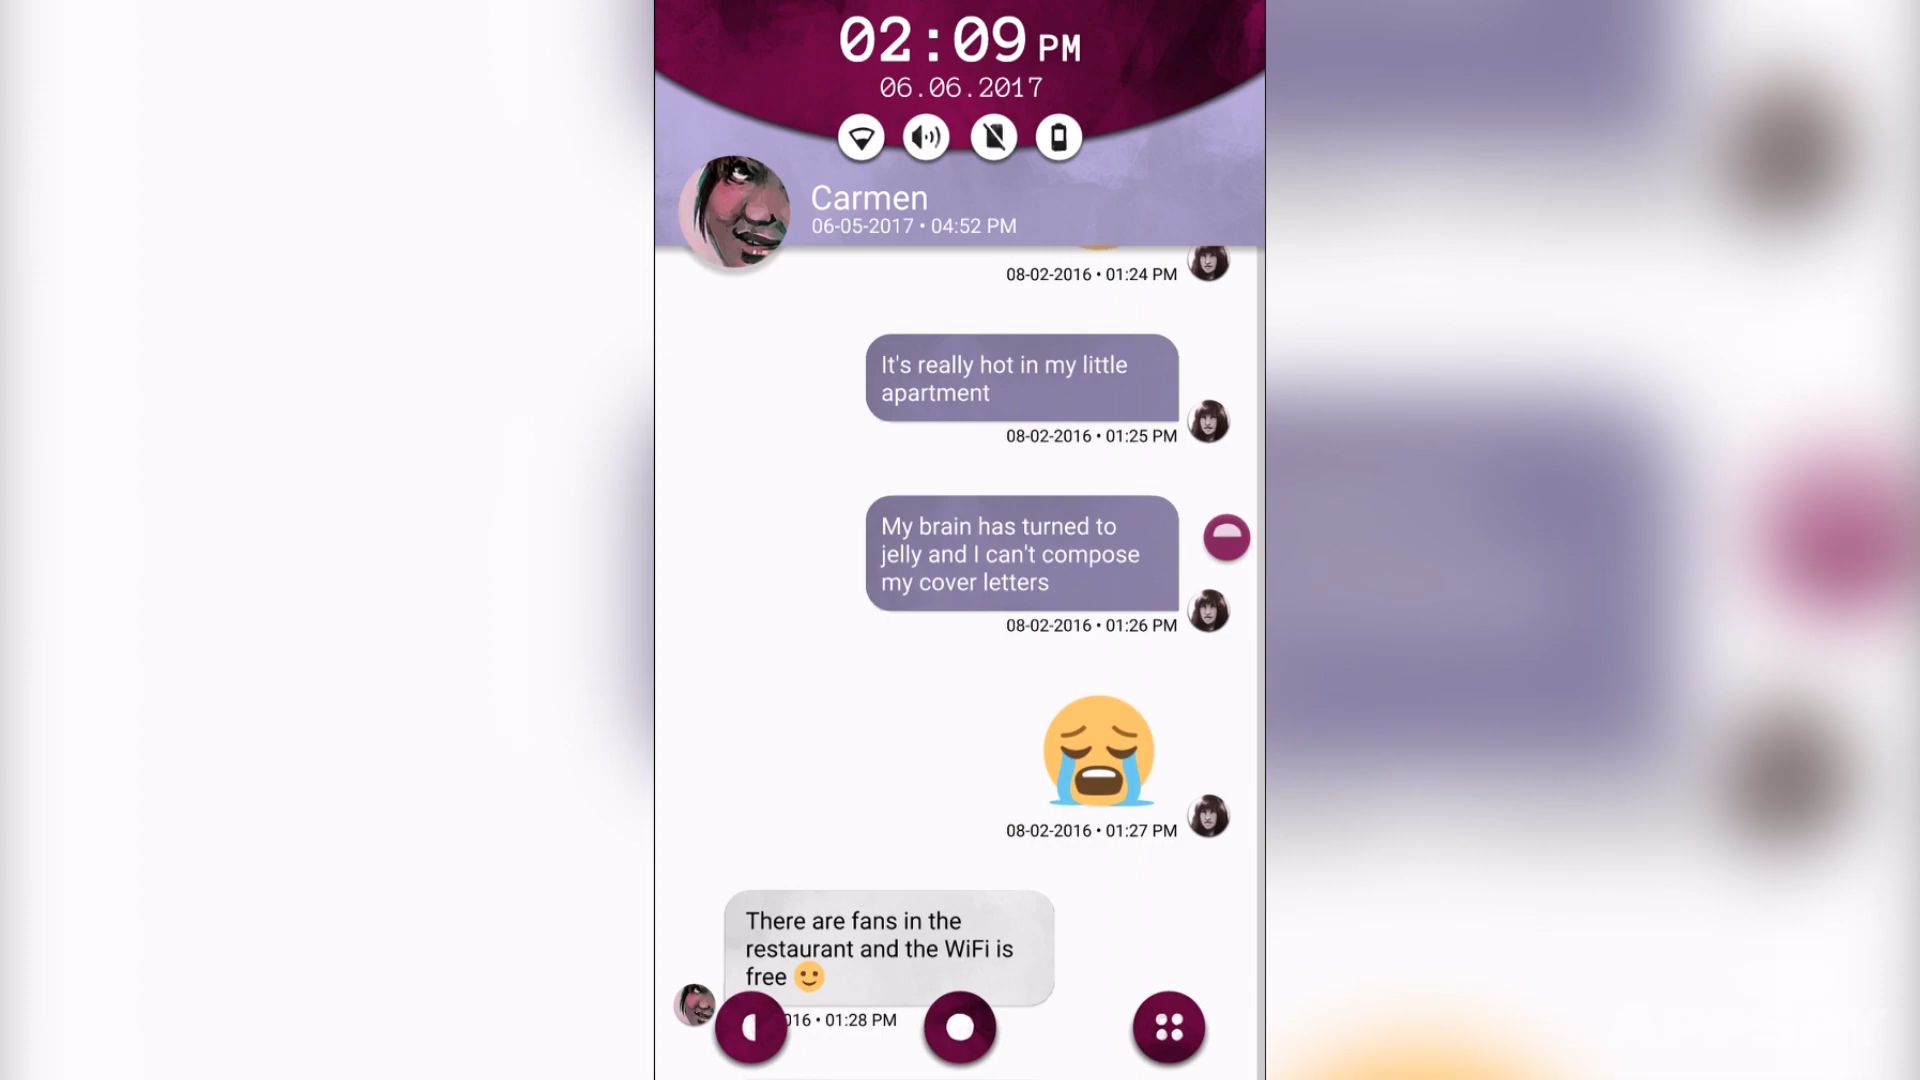 02:09 PM
06.06.2017
Carmen
06-05-2017 • 04:52 PM
08-02-2016 • 01:24 PM
It's really hot in my little
apartment
08-02-2016 • 01:25 PM
My brain has turned to
jelly and I can't compose
my cover letters
08-02-2016 • 01:26 PM
08-02-2016 • 01:27 PM
There are fans in the
restaurant and the WiFi is
free 🙂
016 • 01:28 PM